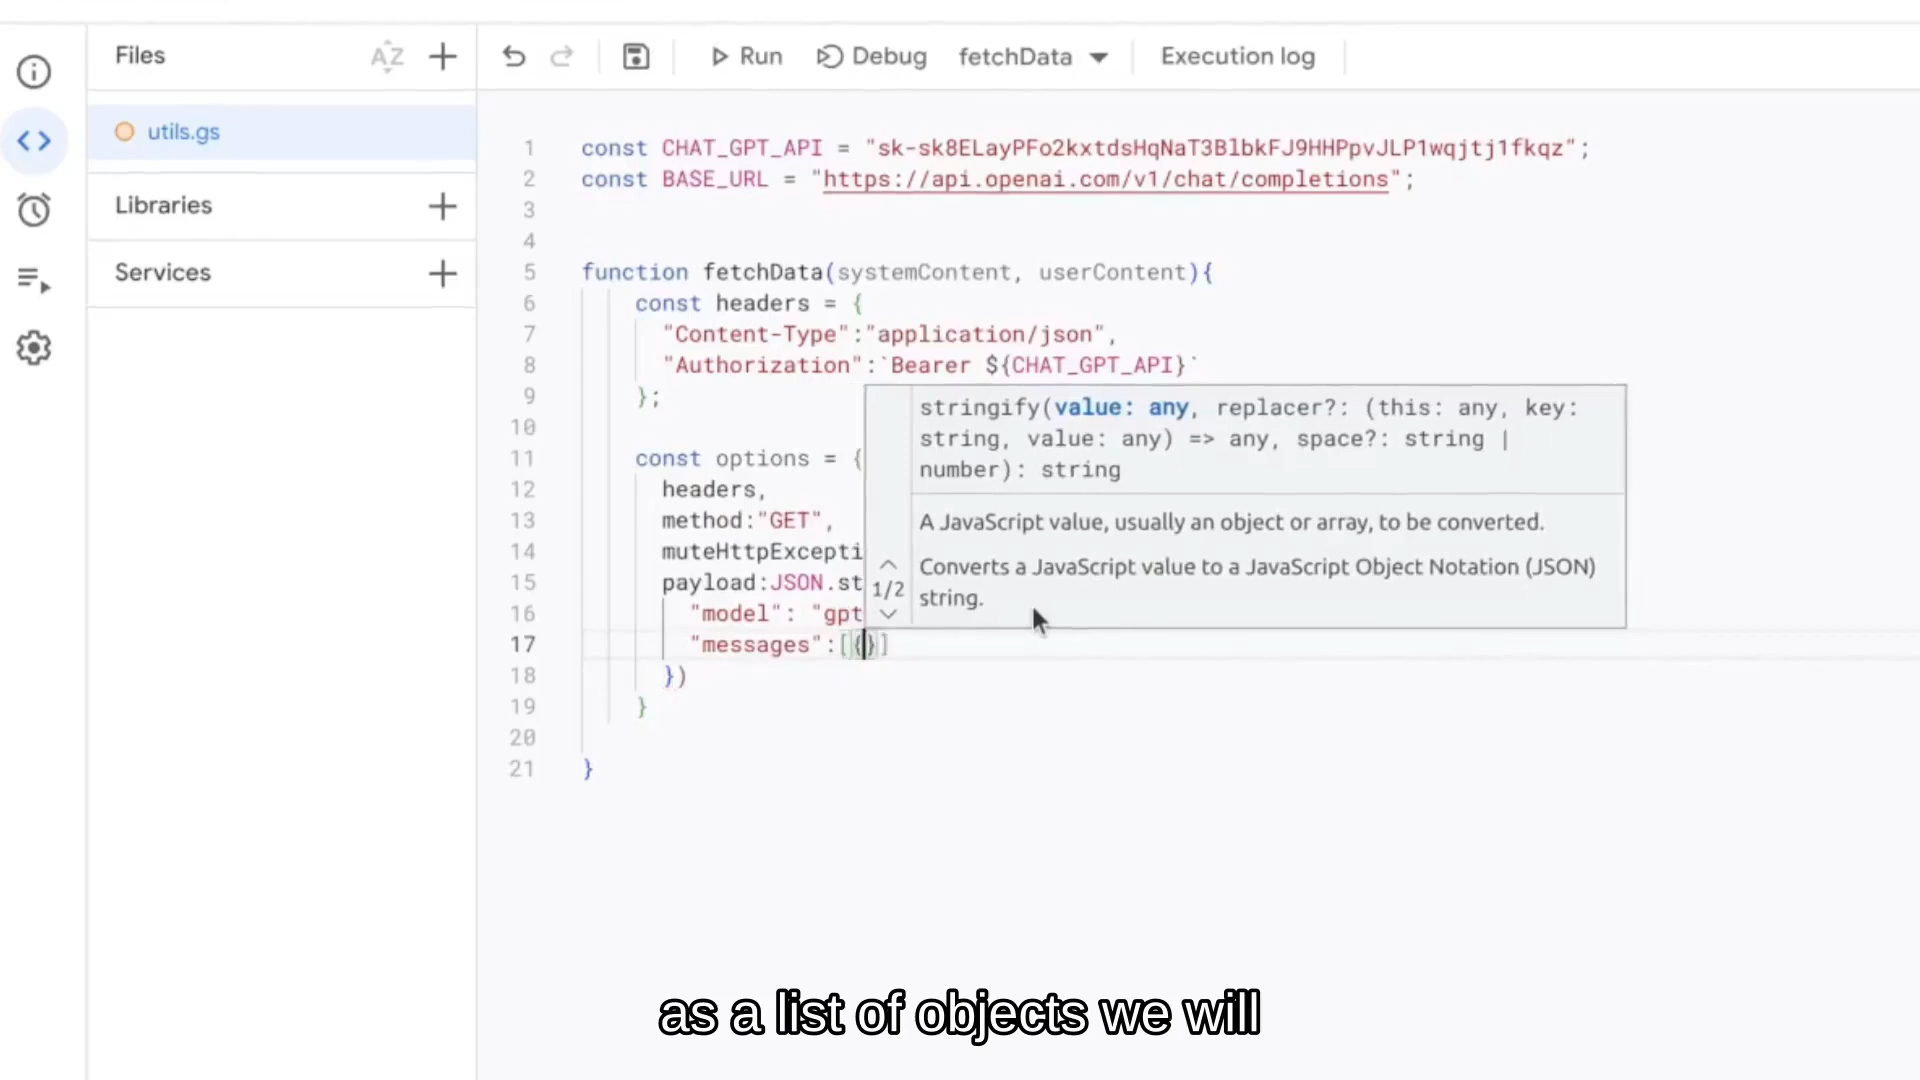 Files
AZ
Run
Debug
fetchData
Execution log
utils.gs
Libraries
Services
1 const CHAT_GPT_API = "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";
2 const BASE_URL = "https://api.openai.com/v1/chat/completions";
3
4
5 function fetchData(systemContent, userContent){
6 const headers = {
7 "Content-Type":"application/json",
8 "Authorization":`Bearer ${CHAT_GPT_API}`
9 };
10
11 const options = {
12 headers,
13 method:"GET",
14 muteHttpExcepti
15 payload:JSON.st
16 "model": "gpt
17 "messages":[{}]
18 })
19 }
20
21 }
stringify(value: any, replacer?: (this: any, key:
string, value: any) => any, space?: string |
number): string
A JavaScript value, usually an object or array, to be converted.
Converts a JavaScript value to a JavaScript Object Notation (JSON)
string.
1/2
as a list of objects we will